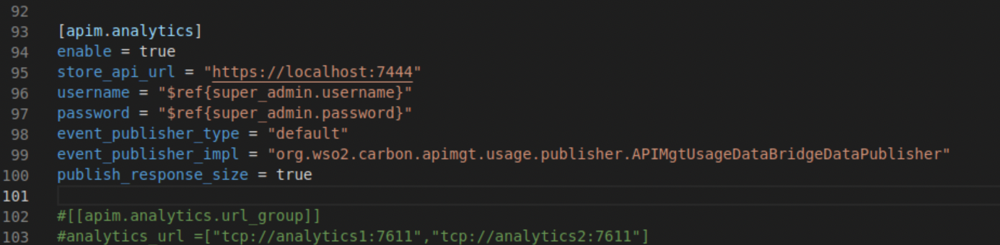 92
93 [apim.analytics]
94 enable = true
95 store_api_url = "https://localhost:7444"
96 username = "$ref{super_admin.username}"
97 password = "$ref{super_admin.password}"
98 event_publisher_type = "default"
99 event_publisher_impl = "org.wso2.carbon.apimgt.usage.publisher.APIMgtUsageDataBridgeDataPublisher"
100 publish_response_size = true
101
102 #[[apim.analytics.url_group]]
103 #analytics_url =["tcp://analytics1:7611","tcp://analytics2:7611"]